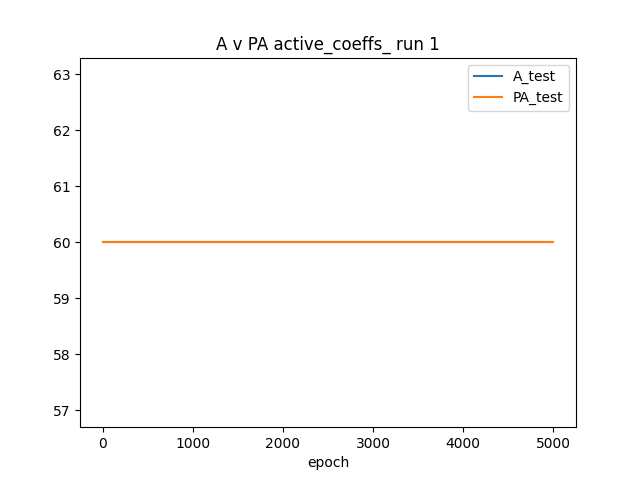 A v PA active_coeffs_ run 1
A_test
PA_test
63
62
61
60
59
58
57
0 1000 2000 3000 4000 5000
epoch